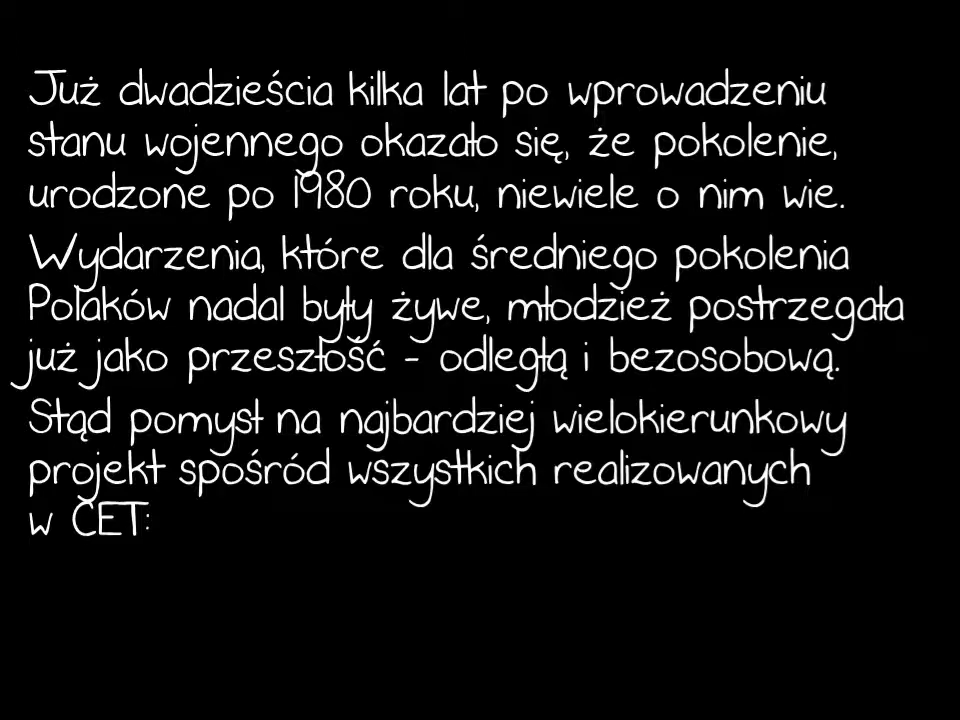 Już dwadzieścia kilka lat po wprowadzeniu
stanu wojennego okazało się, że pokolenie,
urodzone po 1980 roku, niewiele o nim wie.
Wydarzenia, które dla średniego pokolenia
Polaków nadal były żywe, młodzież postrzegała
już jako przeszłość - odległą i bezosobową.
Stąd pomysł na najbardziej wielokierunkowy
projekt spośród wszystkich realizowanych
w CET: